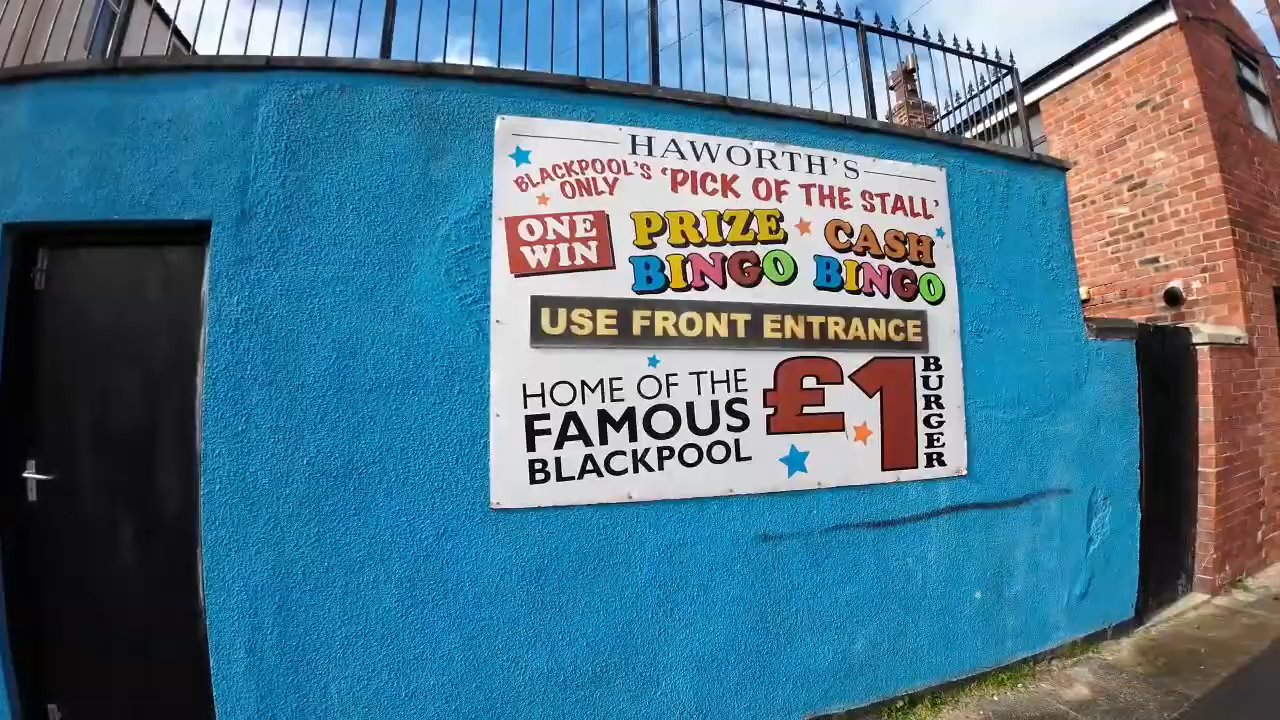 HAWORTH'S
BLACKPOOL'S ONLY 'PICK OF THE STALL'
ONE WIN
PRIZE BINGO
CASH BINGO
USE FRONT ENTRANCE
HOME OF THE
FAMOUS
BLACKPOOL
£1 BURGER